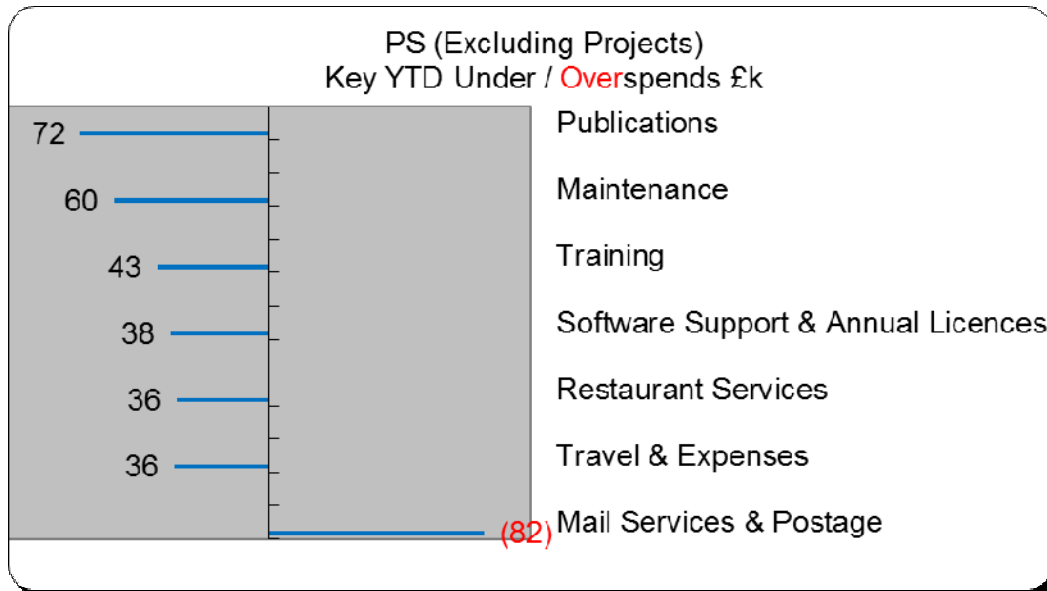 PS (Excluding Projects)
Key YTD Under / Overspends £k
72 Publications
60 Maintenance
43 Training
38 Software Support & Annual Licences
36 Restaurant Services
36 Travel & Expenses
(82) Mail Services & Postage